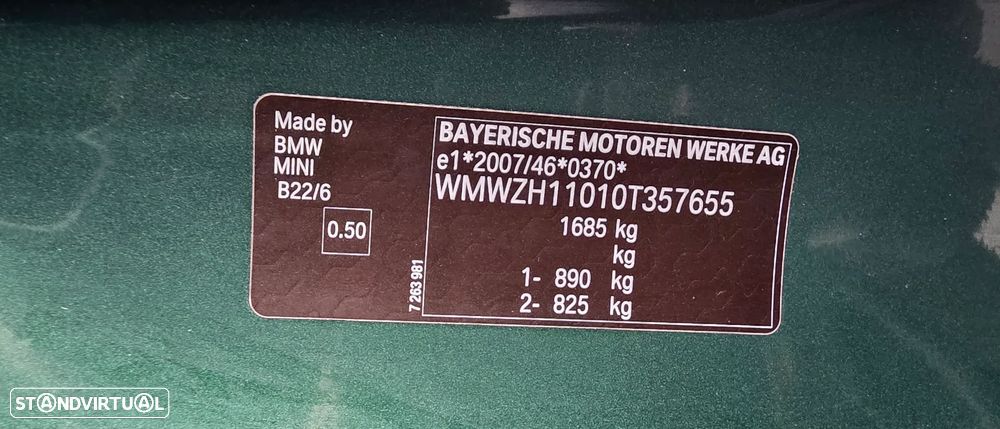 Made by
BMW
MINI
B22/6
0.50
7 263 981
BAYERISCHE MOTOREN WERKE AG
e1*2007/46*0370*
WMWZH11010T357655
1685 kg
kg
1- 890 kg
2- 825 kg
STANDVIRTUAL